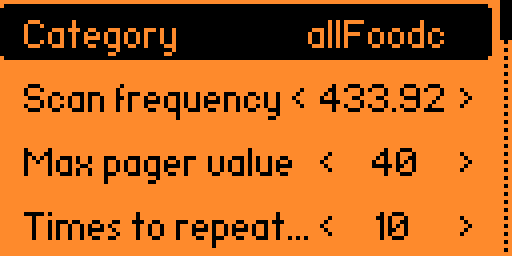 Category allFoodc
Scan frequency < 433.92 >
Max pager value < 40 >
Times to repeat... < 10 >